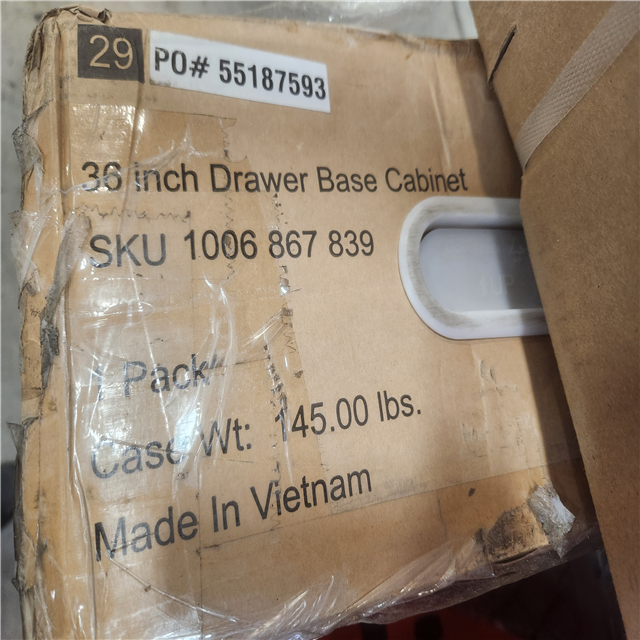 29
PO# 55187593
36 inch Drawer Base Cabinet
SKU 1006 867 839
1 Pack
Case Wt: 145.00 lbs.
Made In Vietnam